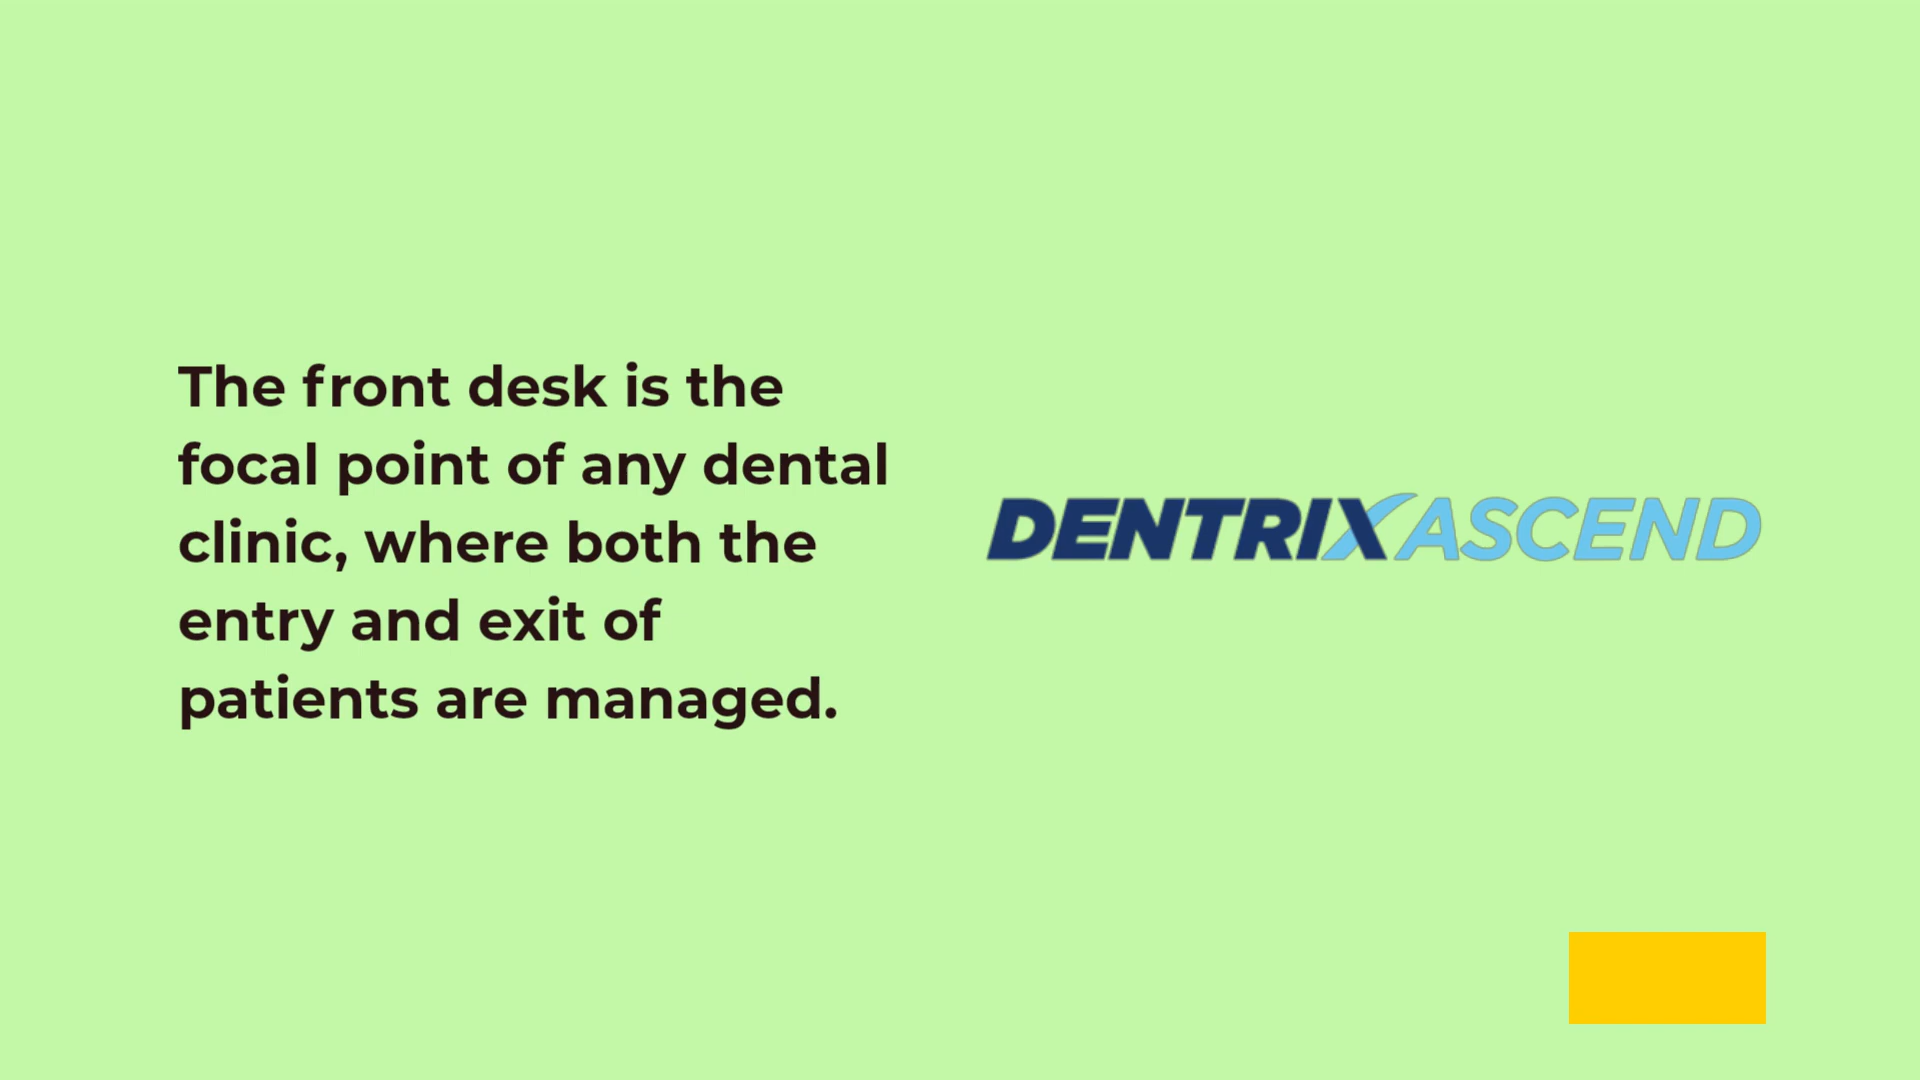 The front desk is the
focal point of any dental
clinic, where both the
entry and exit of
patients are managed.
DENTRIX ASCEND